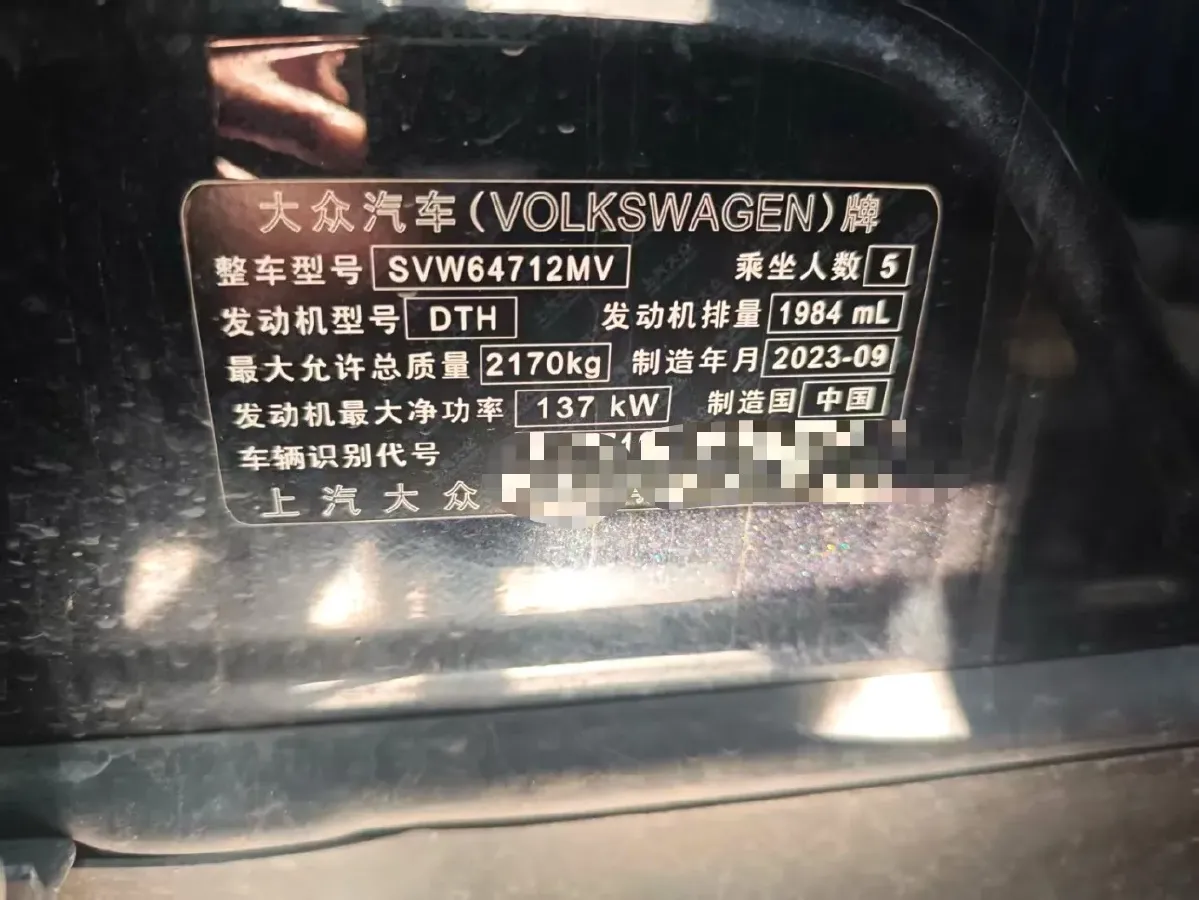 大众汽车(VOLKSWAGEN)牌
整车型号 SVW64712MV 乘坐人数 5
发动机型号 DTH 发动机排量 1984 mL
最大允许总质量 2170kg 制造年月 2023-09
发动机最大净功率 137 kW 制造国 中国
车辆识别代号
上汽大众